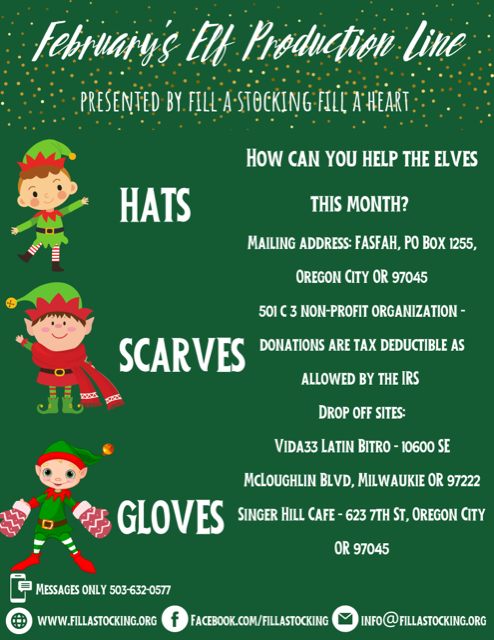 February's Elf Production Line
PRESENTED BY FILL A STOCKING FILL A HEART
HATS
SCARVES
GLOVES
How can you help the elves
this month?
Mailing address: FASFAH, PO Box 1255,
Oregon City OR 97045
501 c 3 non-profit organization -
donations are tax deductible as
allowed by the IRS
Drop off sites:
Vida33 Latin Bitro - 10600 SE
McLoughlin Blvd, Milwaukie OR 97222
Singer Hill Cafe - 623 7th St, Oregon City
OR 97045
Messages only 503-632-0577
www.fillastocking.org
Facebook.com/fillastocking
info@fillastocking.org